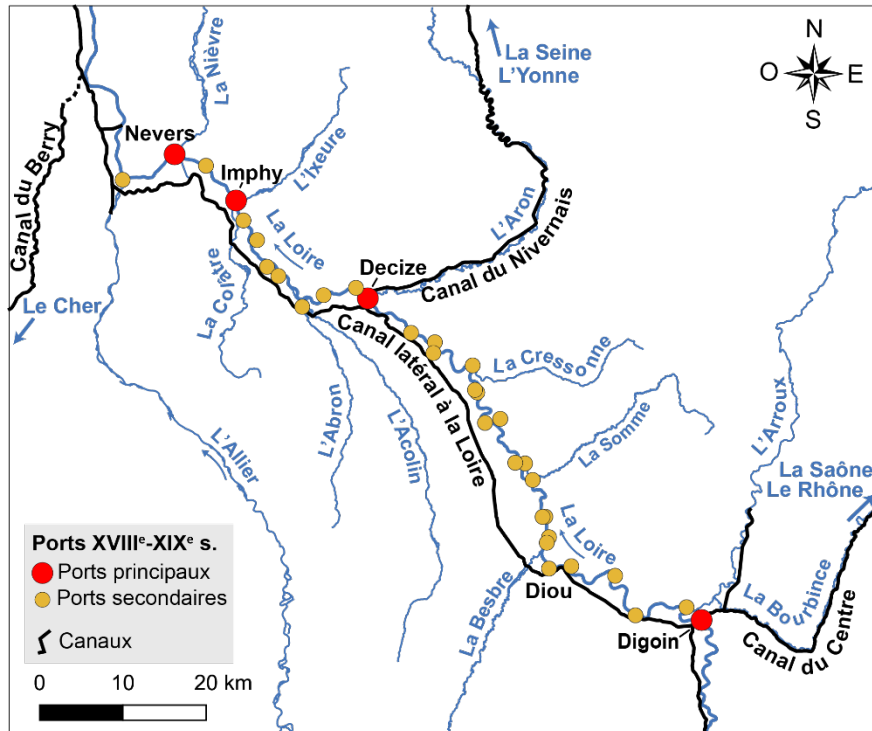 N
O
E
S
La Seine
L'Yonne
La Nièvre
Nevers
Imphy
L'Ixeure
Canal du Berry
La Loire
L'Aron
Canal du Nivernais
Decize
La Colâtre
Le Cher
Canal latéral à la Loire
La Cressonne
L'Abron
L'Acolin
L'Allier
La Somme
L'Arroux
La Saône
Le Rhône
La Loire
La Besbre
Diou
Digoin
La Bourbince
Canal du Centre
Ports XVIIIᵉ-XIXᵉ s.
Ports principaux
Ports secondaires
Canaux
0 10 20 km